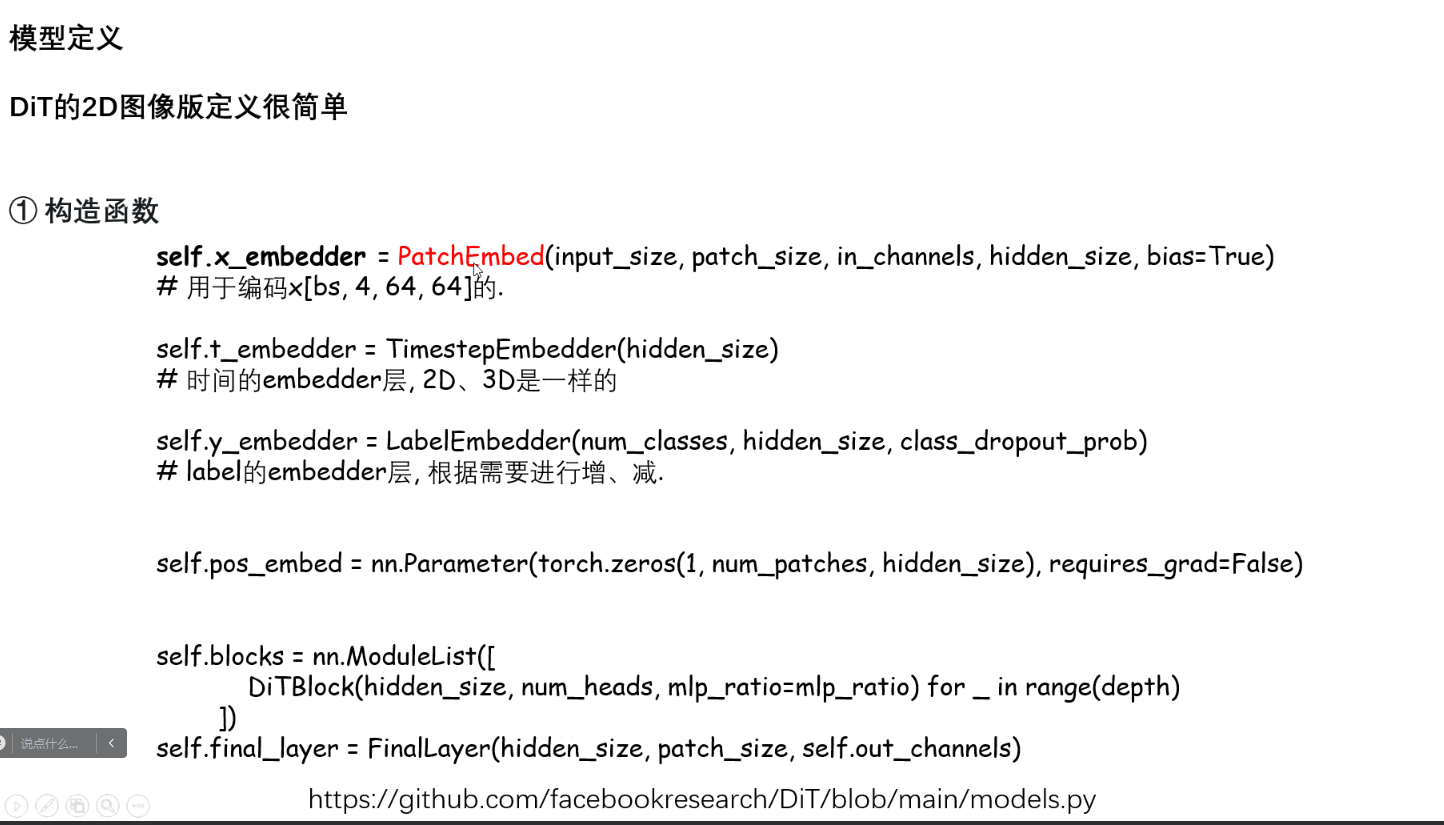 模型定义
DiT的2D图像版定义很简单
① 构造函数
self.x_embedder = PatchEmbed(input_size, patch_size, in_channels, hidden_size, bias=True)
# 用于编码x[bs, 4, 64, 64]的.
self.t_embedder = TimestepEmbedder(hidden_size)
# 时间的embedder层, 2D、3D是一样的
self.y_embedder = LabelEmbedder(num_classes, hidden_size, class_dropout_prob)
# label的embedder层, 根据需要进行增、减.
self.pos_embed = nn.Parameter(torch.zeros(1, num_patches, hidden_size), requires_grad=False)
self.blocks = nn.ModuleList([
DiTBlock(hidden_size, num_heads, mlp_ratio=mlp_ratio) for _ in range(depth)
])
说点什么...
self.final_layer = FinalLayer(hidden_size, patch_size, self.out_channels)
https://github.com/facebookresearch/DiT/blob/main/models.py